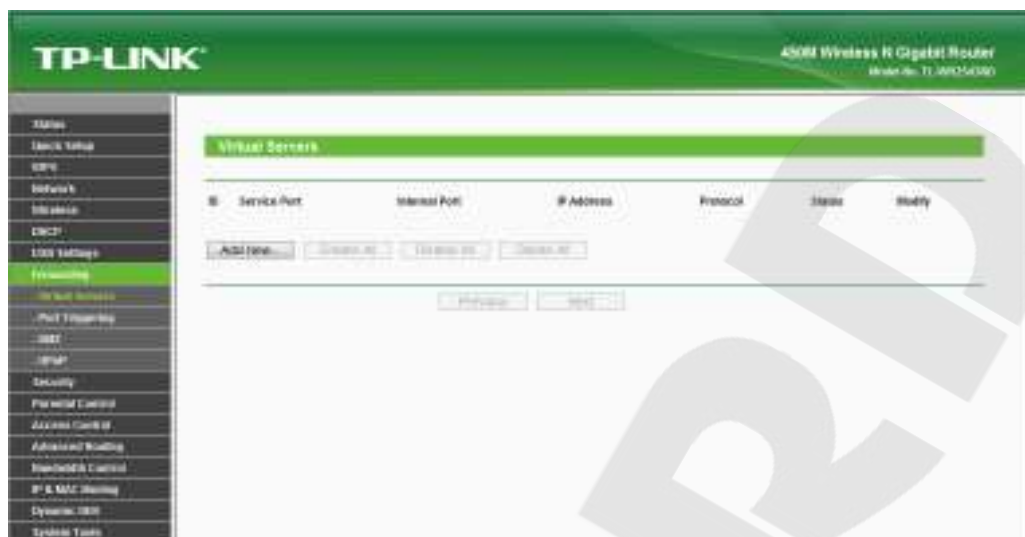 TP-LINK
450M Wireless N Gigabit Router
Model No.
Status
Quick Setup
WPS
Network
Wireless
DHCP
USB Settings
Forwarding
- Virtual Servers
- Port Triggering
- DMZ
- UPnP
Security
Parental Control
Access Control
Advanced Routing
Bandwidth Control
IP & MAC Binding
Dynamic DNS
System Tools
Virtual Servers
ID Service Port Internal Port IP Address Protocol Status Modify
Add New... Enable All Disable All Delete All
Previous Next
RD